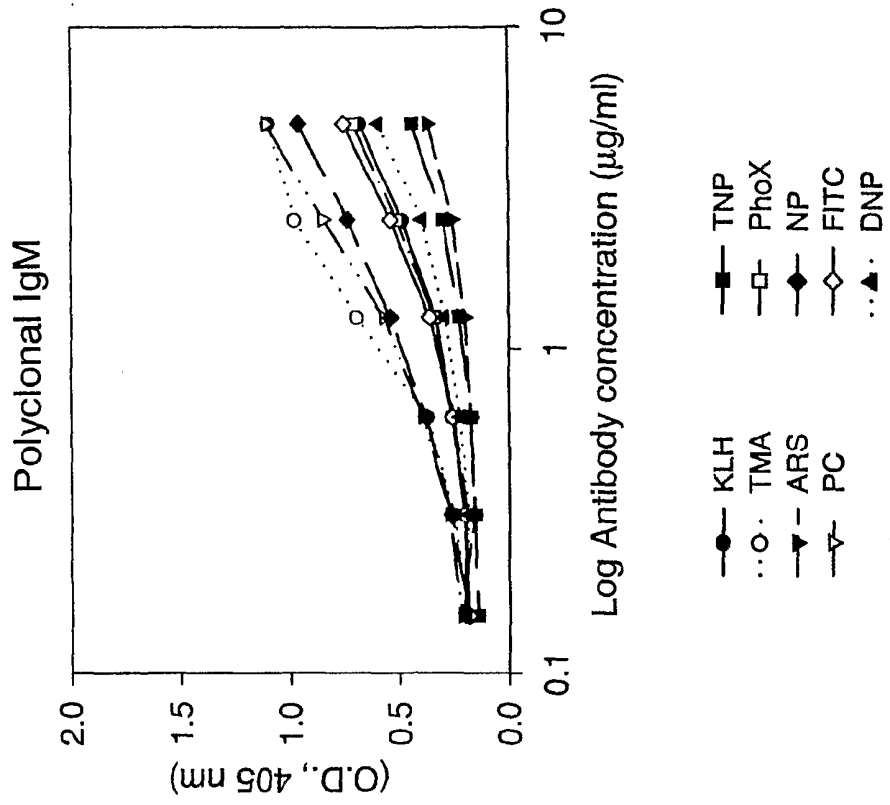 Polyclonal IgM
(O.D., 405 nm)
2.0
1.5
1.0
0.5
0.0
0.1
1
10
Log Antibody concentration (µg/ml)
KLH
TMA
ARS
PC
TNP
PhoX
NP
FITC
DNP